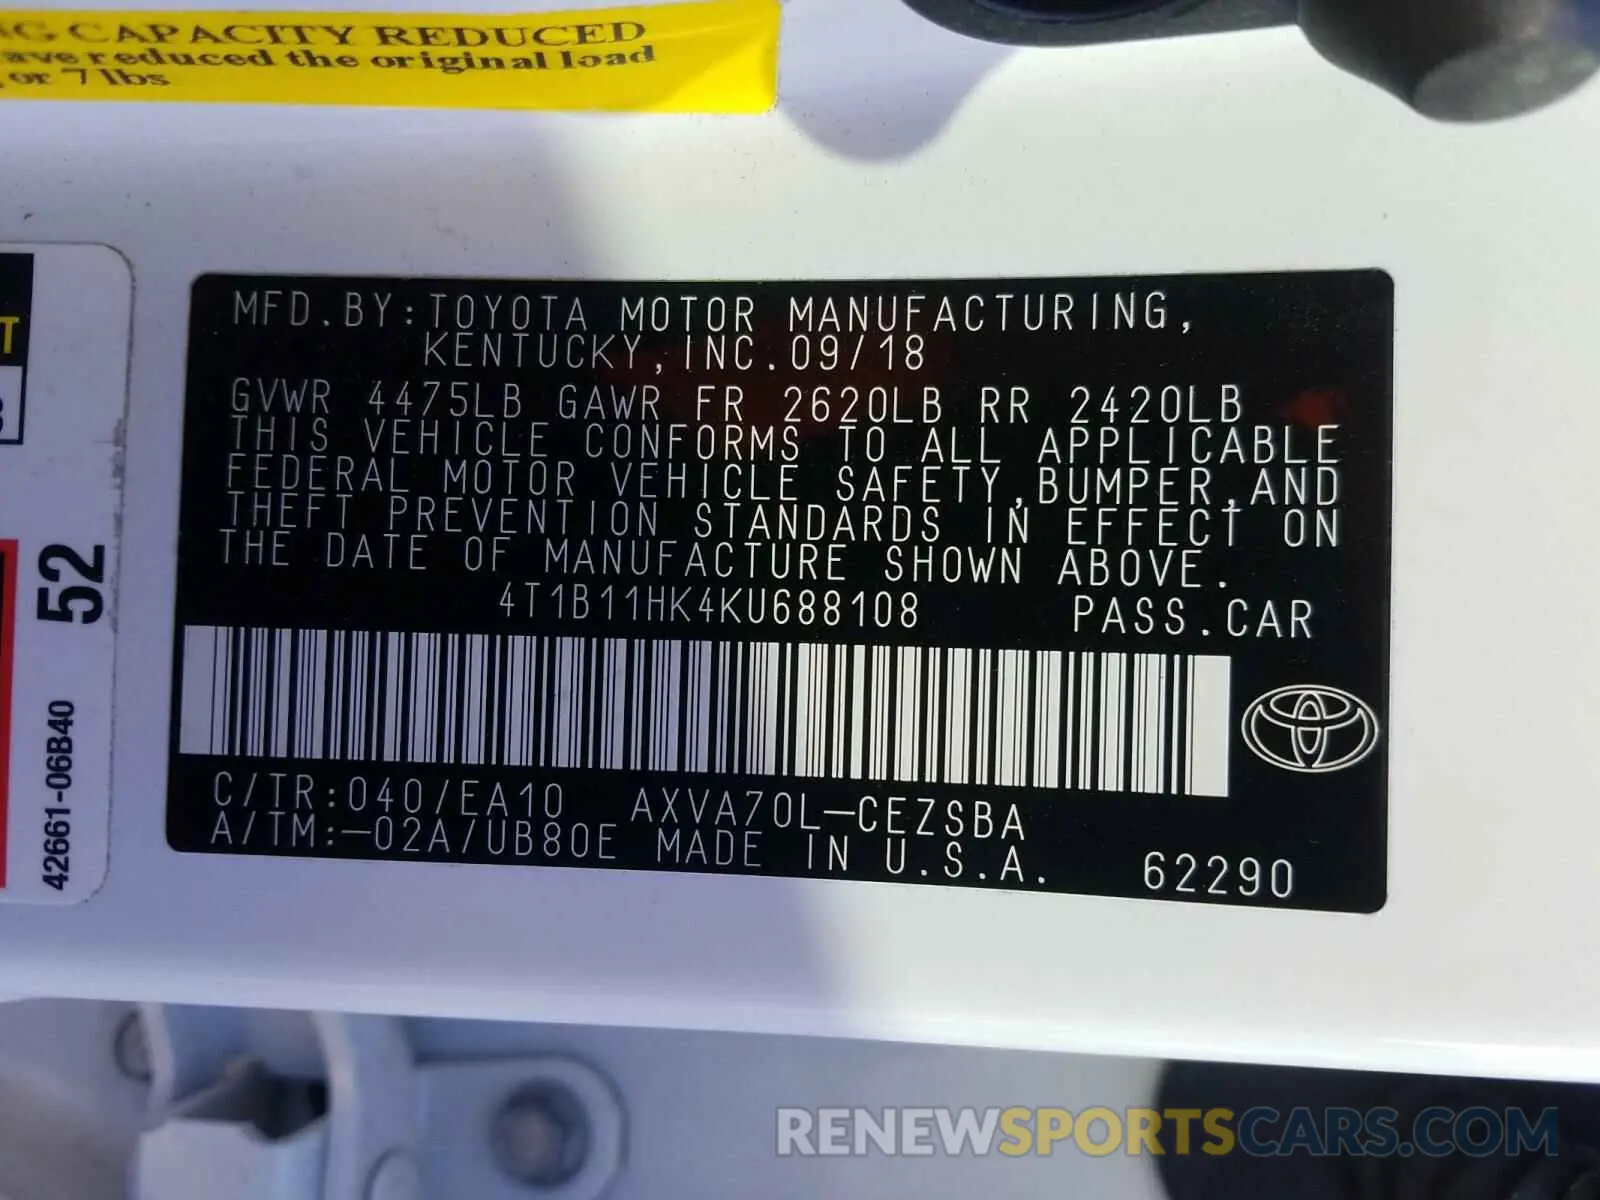 NG CAPACITY REDUCED
ave reduced the original load
or 7 lbs
T
52
42661-06B40
MFD.BY:TOYOTA MOTOR MANUFACTURING,
KENTUCKY,INC.09/18
GVWR 4475LB GAWR FR 2620LB RR 2420LB
THIS VEHICLE CONFORMS TO ALL APPLICABLE
FEDERAL MOTOR VEHICLE SAFETY,BUMPER,AND
THEFT PREVENTION STANDARDS IN EFFECT ON
THE DATE OF MANUFACTURE SHOWN ABOVE.
4T1B11HK4KU688108 PASS.CAR
C/TR:040/EA10 AXVA70L-CEZSBA
A/TM:-02A/UB80E MADE IN U.S.A. 62290
RENEWSPORTSCARS.COM